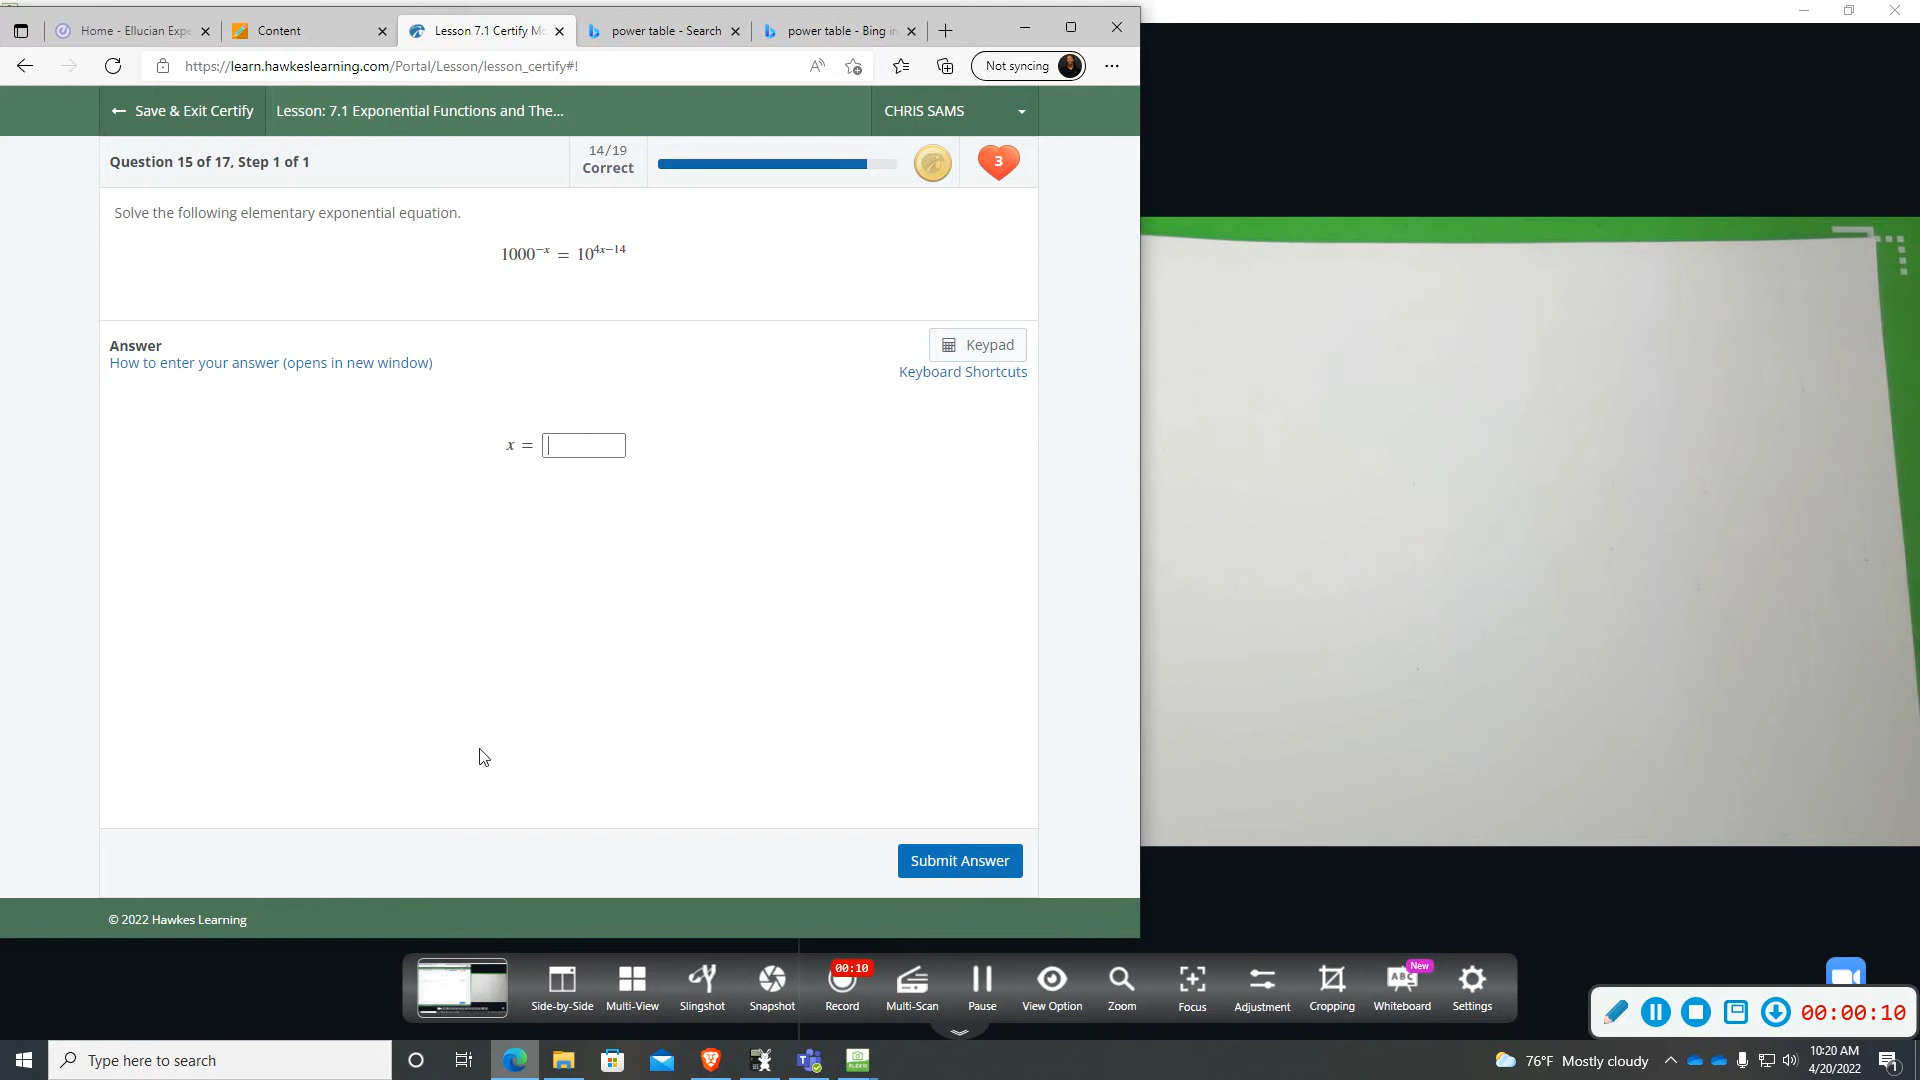 Home - Ellucian Expe
Content
Lesson 7.1 Certify Mo
power table - Search
power table - Bing im
https://learn.hawkeslearning.com/Portal/Lesson/lesson_certify#!
Not syncing
← Save & Exit Certify
Lesson: 7.1 Exponential Functions and The...
CHRIS SAMS
Question 15 of 17, Step 1 of 1
14/19
Correct
3
Solve the following elementary exponential equation.
1000^{−x} = 10^{4x−14}
Answer
How to enter your answer (opens in new window)
Keypad
Keyboard Shortcuts
x =
Submit Answer
© 2022 Hawkes Learning
00:10
New
Side-by-Side
Multi-View
Slingshot
Snapshot
Record
Multi-Scan
Pause
View Option
Zoom
Focus
Adjustment
Cropping
Whiteboard
Settings
00:00:10
Type here to search
76°F Mostly cloudy
10:20 AM
4/20/2022
1